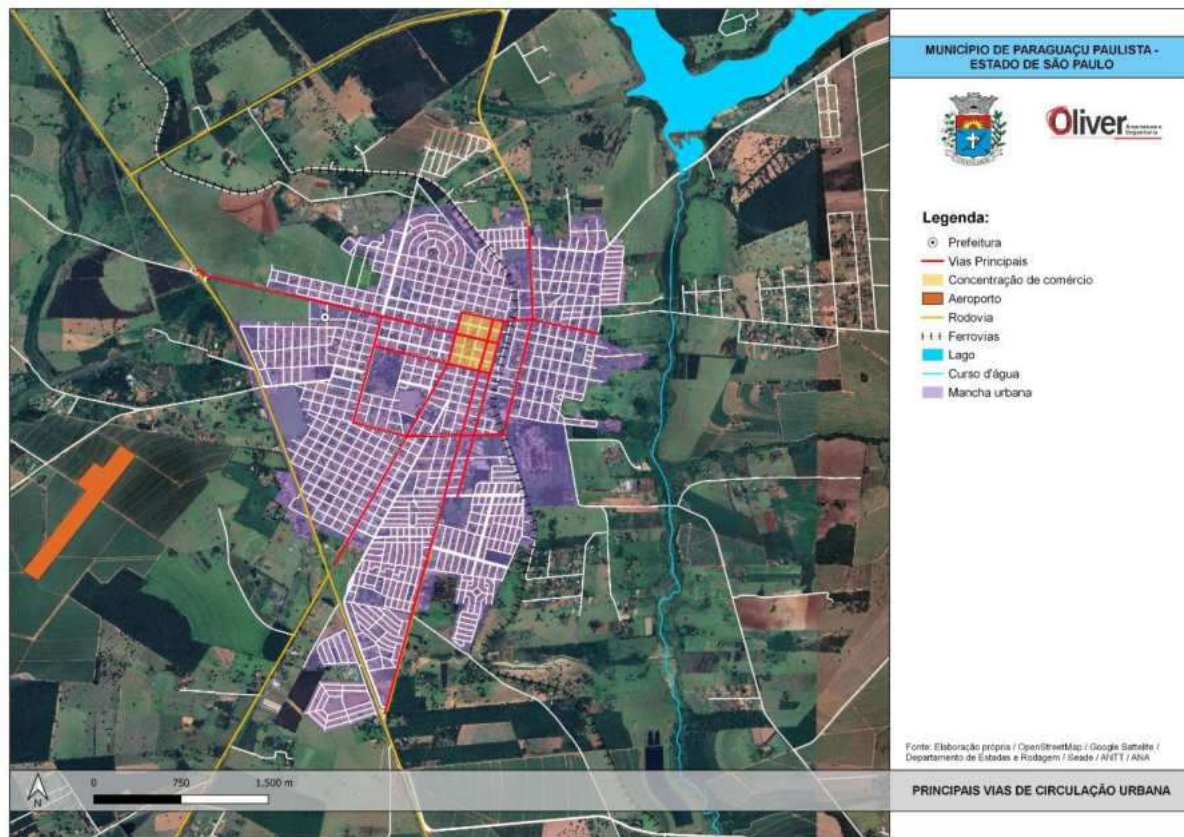 MUNICÍPIO DE PARAGUAÇU PAULISTA -
ESTADO DE SÃO PAULO
Oliver
Legenda:
Prefeitura
Vias Principais
Concentração de comércio
Aeroporto
Rodovia
Ferrovias
Lago
Curso d'água
Mancha urbana
Fonte: Elaboração própria / OpenStreetMap / Google Sattelite /
Departamento de Estadas e Rodagem / Seade / ANTT / ANA
N
0 750 1.500 m
PRINCIPAIS VIAS DE CIRCULAÇÃO URBANA